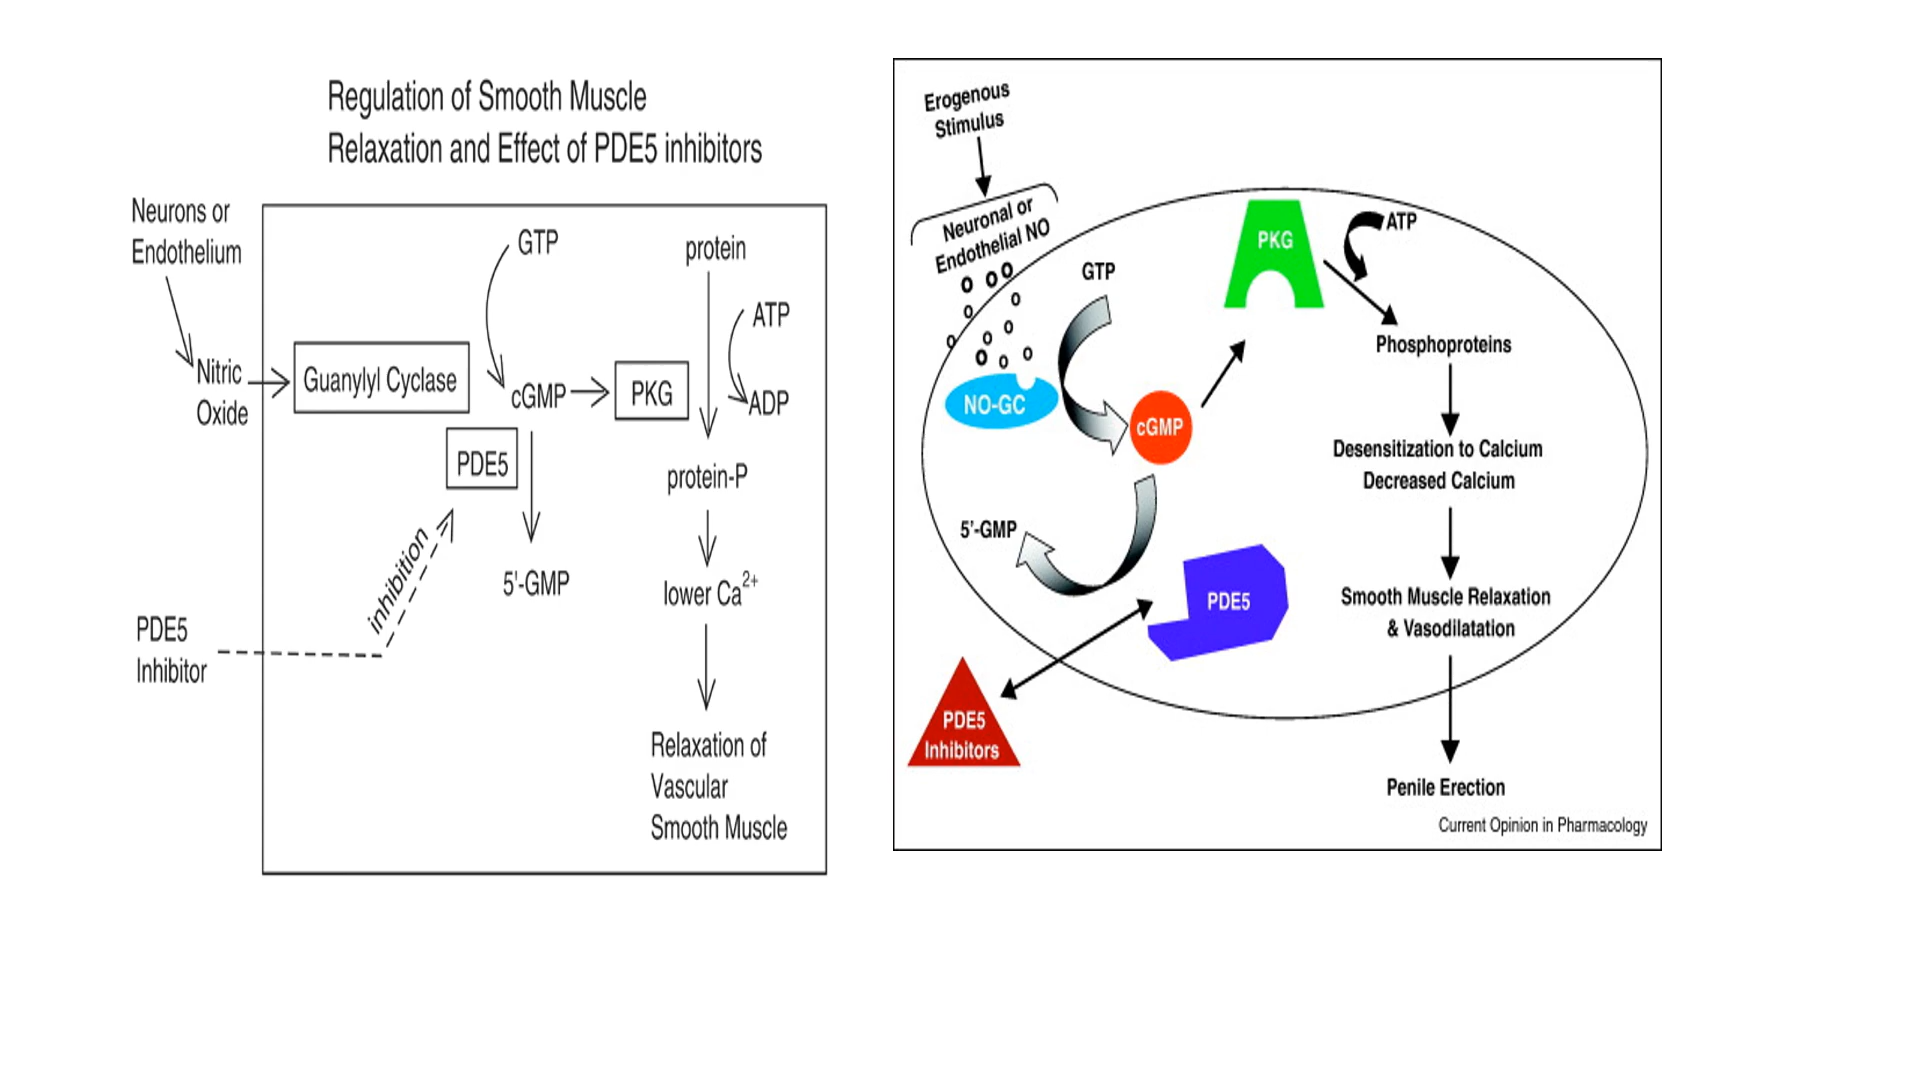 Regulation of Smooth Muscle
Relaxation and Effect of PDE5 inhibitors
Neurons or
Endothelium
GTP
protein
ATP
Nitric
Oxide
Guanylyl Cyclase
cGMP
PKG
ADP
PDE5
protein-P
inhibition
5'-GMP
lower Ca2+
PDE5
Inhibitor
Relaxation of
Vascular
Smooth Muscle
Erogenous
Stimulus
Neuronal or
Endothelial NO
GTP
PKG
ATP
Phosphoproteins
NO-GC
cGMP
Desensitization to Calcium
Decreased Calcium
5'-GMP
PDE5
Smooth Muscle Relaxation
& Vasodilatation
PDE5
Inhibitors
Penile Erection
Current Opinion in Pharmacology